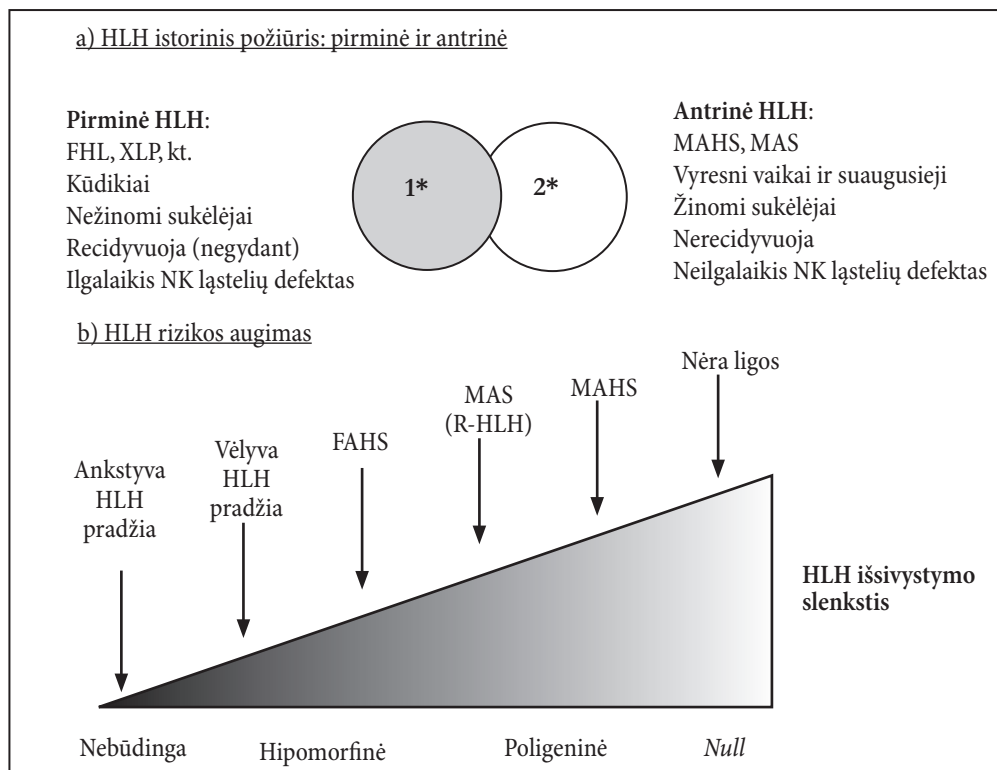 a) HLH istorinis požiūris: pirminė ir antrinė
Pirminė HLH:
FHL, XLP, kt.
Kūdikiai
Nežinomi sukėlėjai
Recidyvuoja (negydant)
Ilgalaikis NK ląstelių defektas
1*
2*
Antrinė HLH:
MAHS, MAS
Vyresni vaikai ir suaugusieji
Žinomi sukėlėjai
Nerecidyvuoja
Neilgalaikis NK ląstelių defektas
b) HLH rizikos augimas
Ankstyva
HLH
pradžia
Vėlyva
HLH
pradžia
FAHS
MAS
(R-HLH)
MAHS
Nėra ligos
HLH išsivystymo
slenkstis
Nebūdinga
Hipomorfinė
Poligeninė
Null